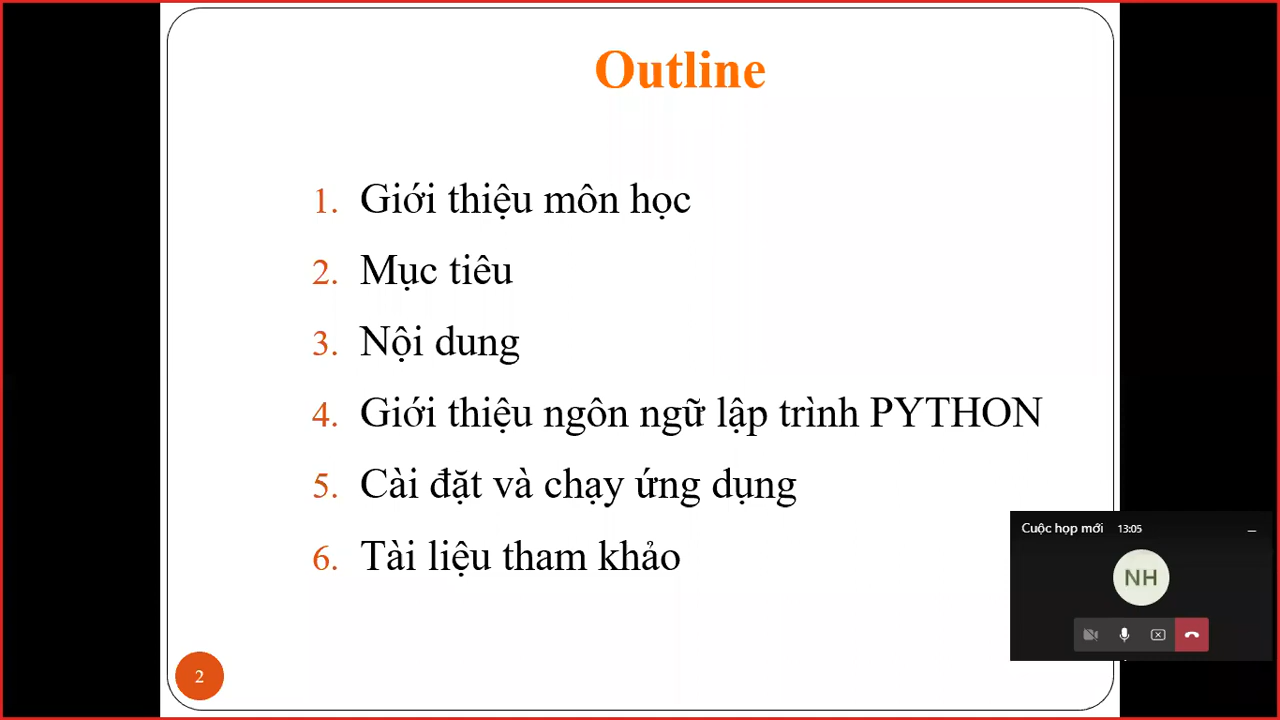 Outline
1. Giới thiệu môn học
2. Mục tiêu
3. Nội dung
4. Giới thiệu ngôn ngữ lập trình PYTHON
5. Cài đặt và chạy ứng dụng
6. Tài liệu tham khảo
Cuộc họp mới 13:05
NH
2